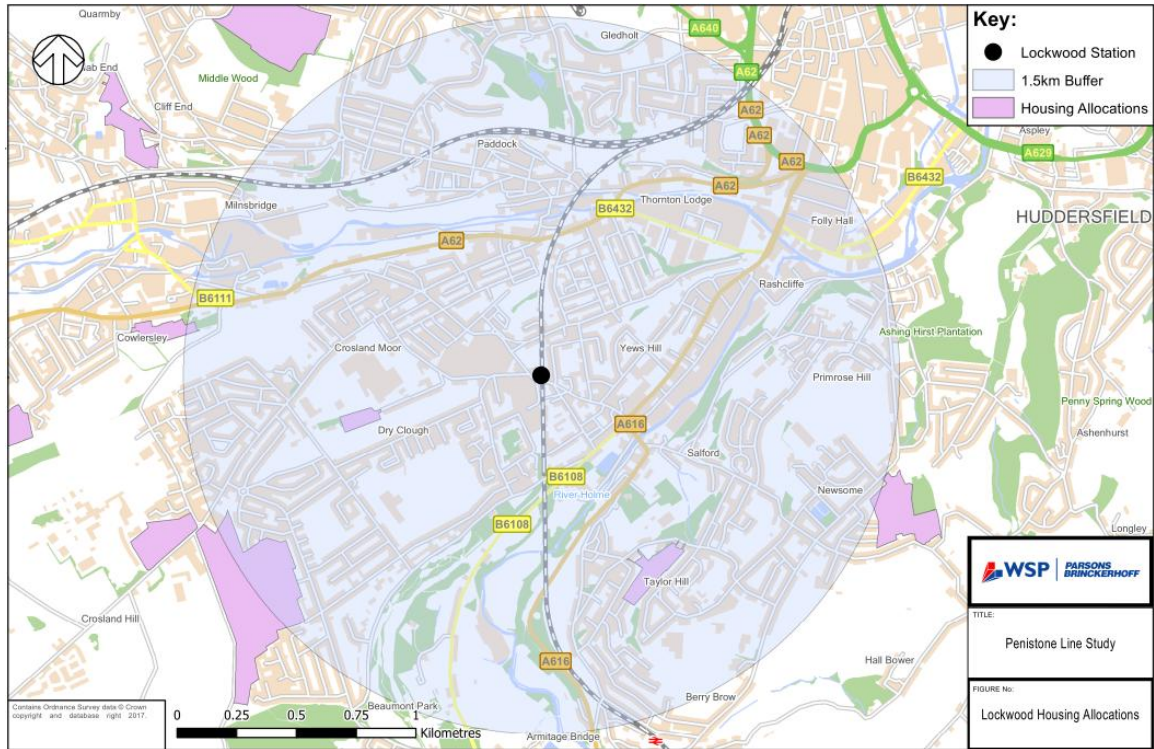 Quarmby
Gledholt
A640
Key:
Lockwood Station
1.5km Buffer
Housing Allocations
Nab End
Middle Wood
A62
Cliff End
A62
A62
Aspley
A629
Paddock
A62
A62
B6432
Milnsbridge
Thornton Lodge
B6432
Folly Hall
HUDDERSFIELD
A62
Rashcliffe
B6111
Cowlersley
Ashing Hirst Plantation
Crosland Moor
Yews Hill
Primrose Hill
Penny Spring Wood
Dry Clough
A616
Ashenhurst
Salford
B6108
Newsome
River Holme
B6108
Longley
WSP | PARSONS BRINCKERHOFF
Taylor Hill
Crosland Hill
TITLE:
Penistone Line Study
A616
Hall Bower
FIGURE No:
Lockwood Housing Allocations
Berry Brow
Contains Ordnance Survey data © Crown
copyright and database right 2017.
Beaumont Park
0 0.25 0.5 0.75 1
Kilometres
Armitage Bridge